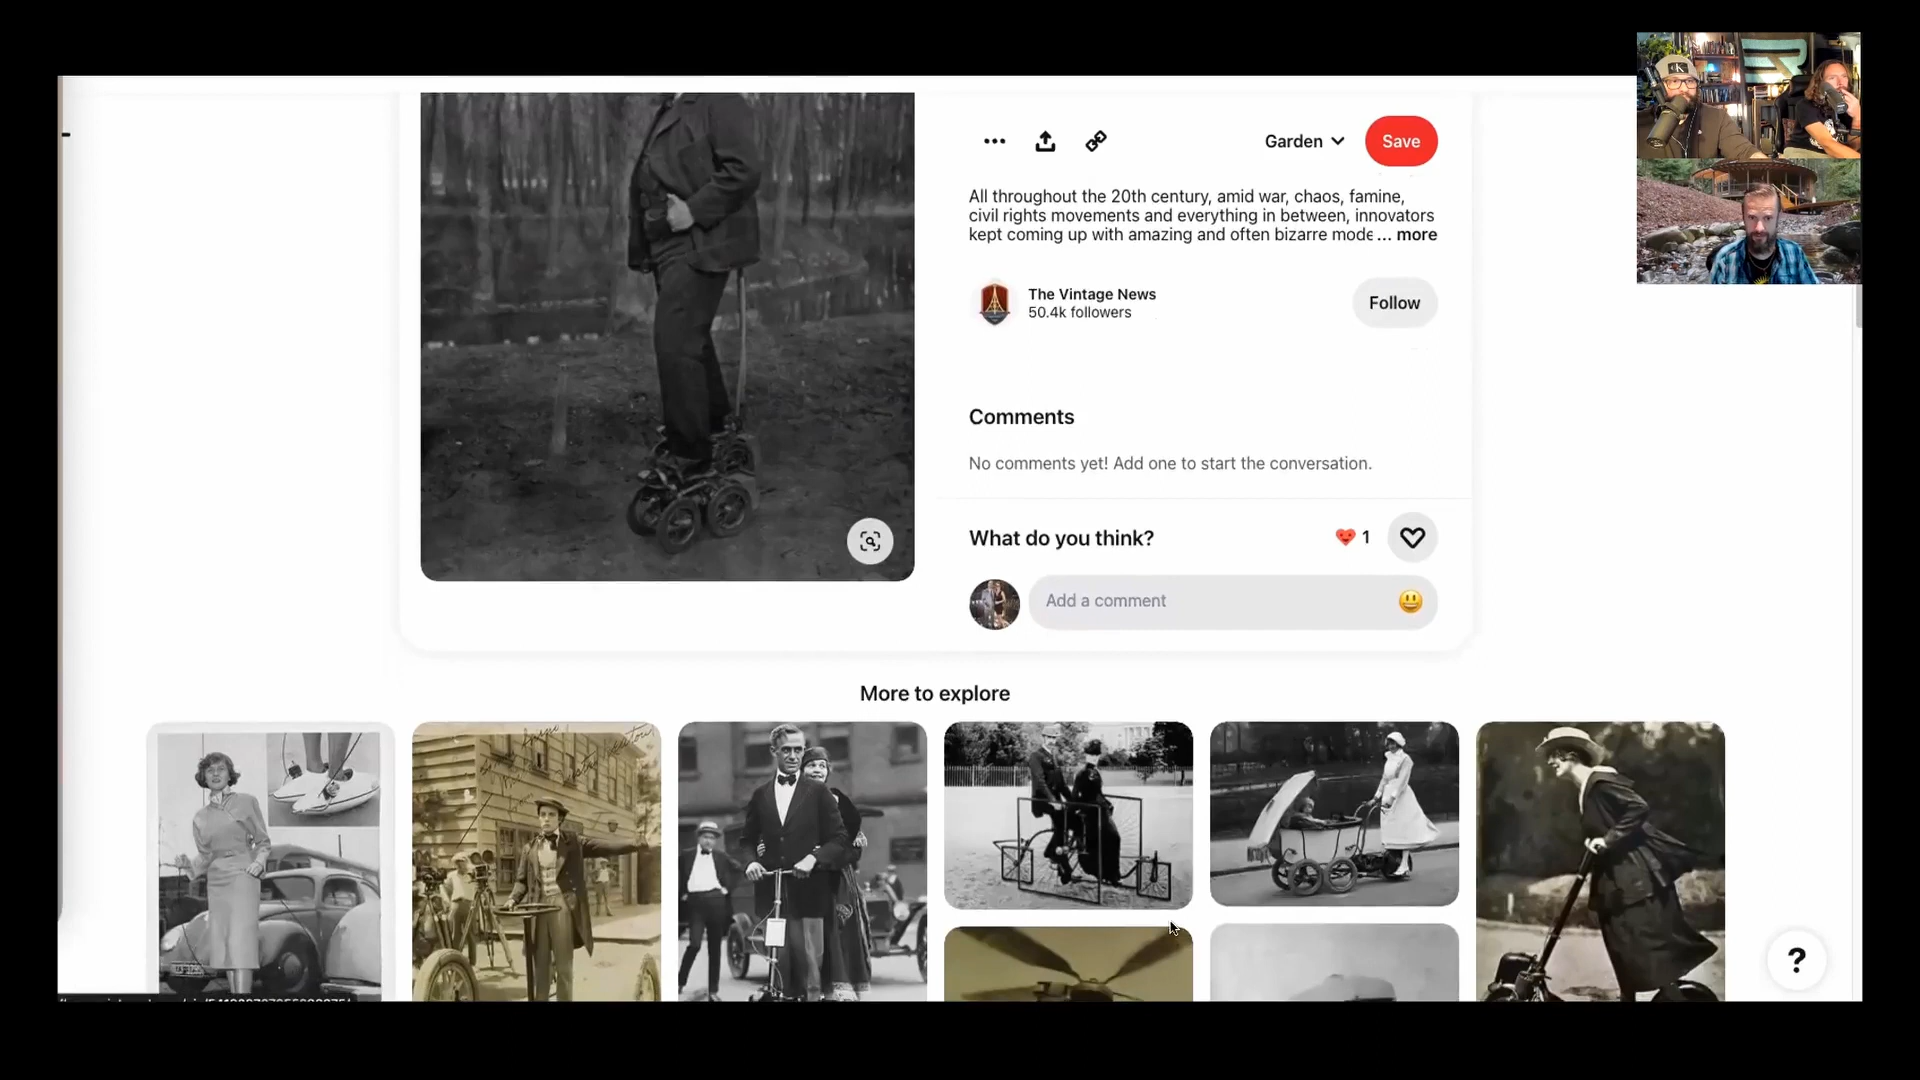 Garden
Save
All throughout the 20th century, amid war, chaos, famine,
civil rights movements and everything in between, innovators
kept coming up with amazing and often bizarre mode ... more
The Vintage News
50.4k followers
Follow
Comments
No comments yet! Add one to start the conversation.
What do you think?
1
Add a comment
More to explore
?